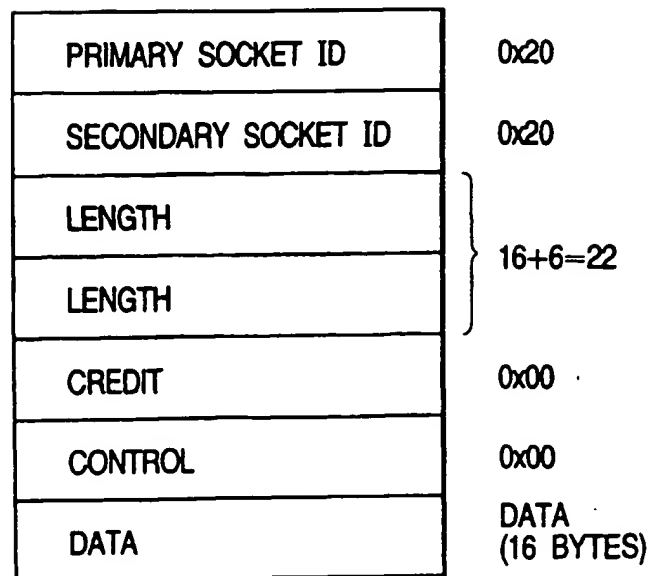 PRIMARY SOCKET ID 0x20
SECONDARY SOCKET ID 0x20
LENGTH
16+6=22
LENGTH
CREDIT 0x00
CONTROL 0x00
DATA DATA
(16 BYTES)